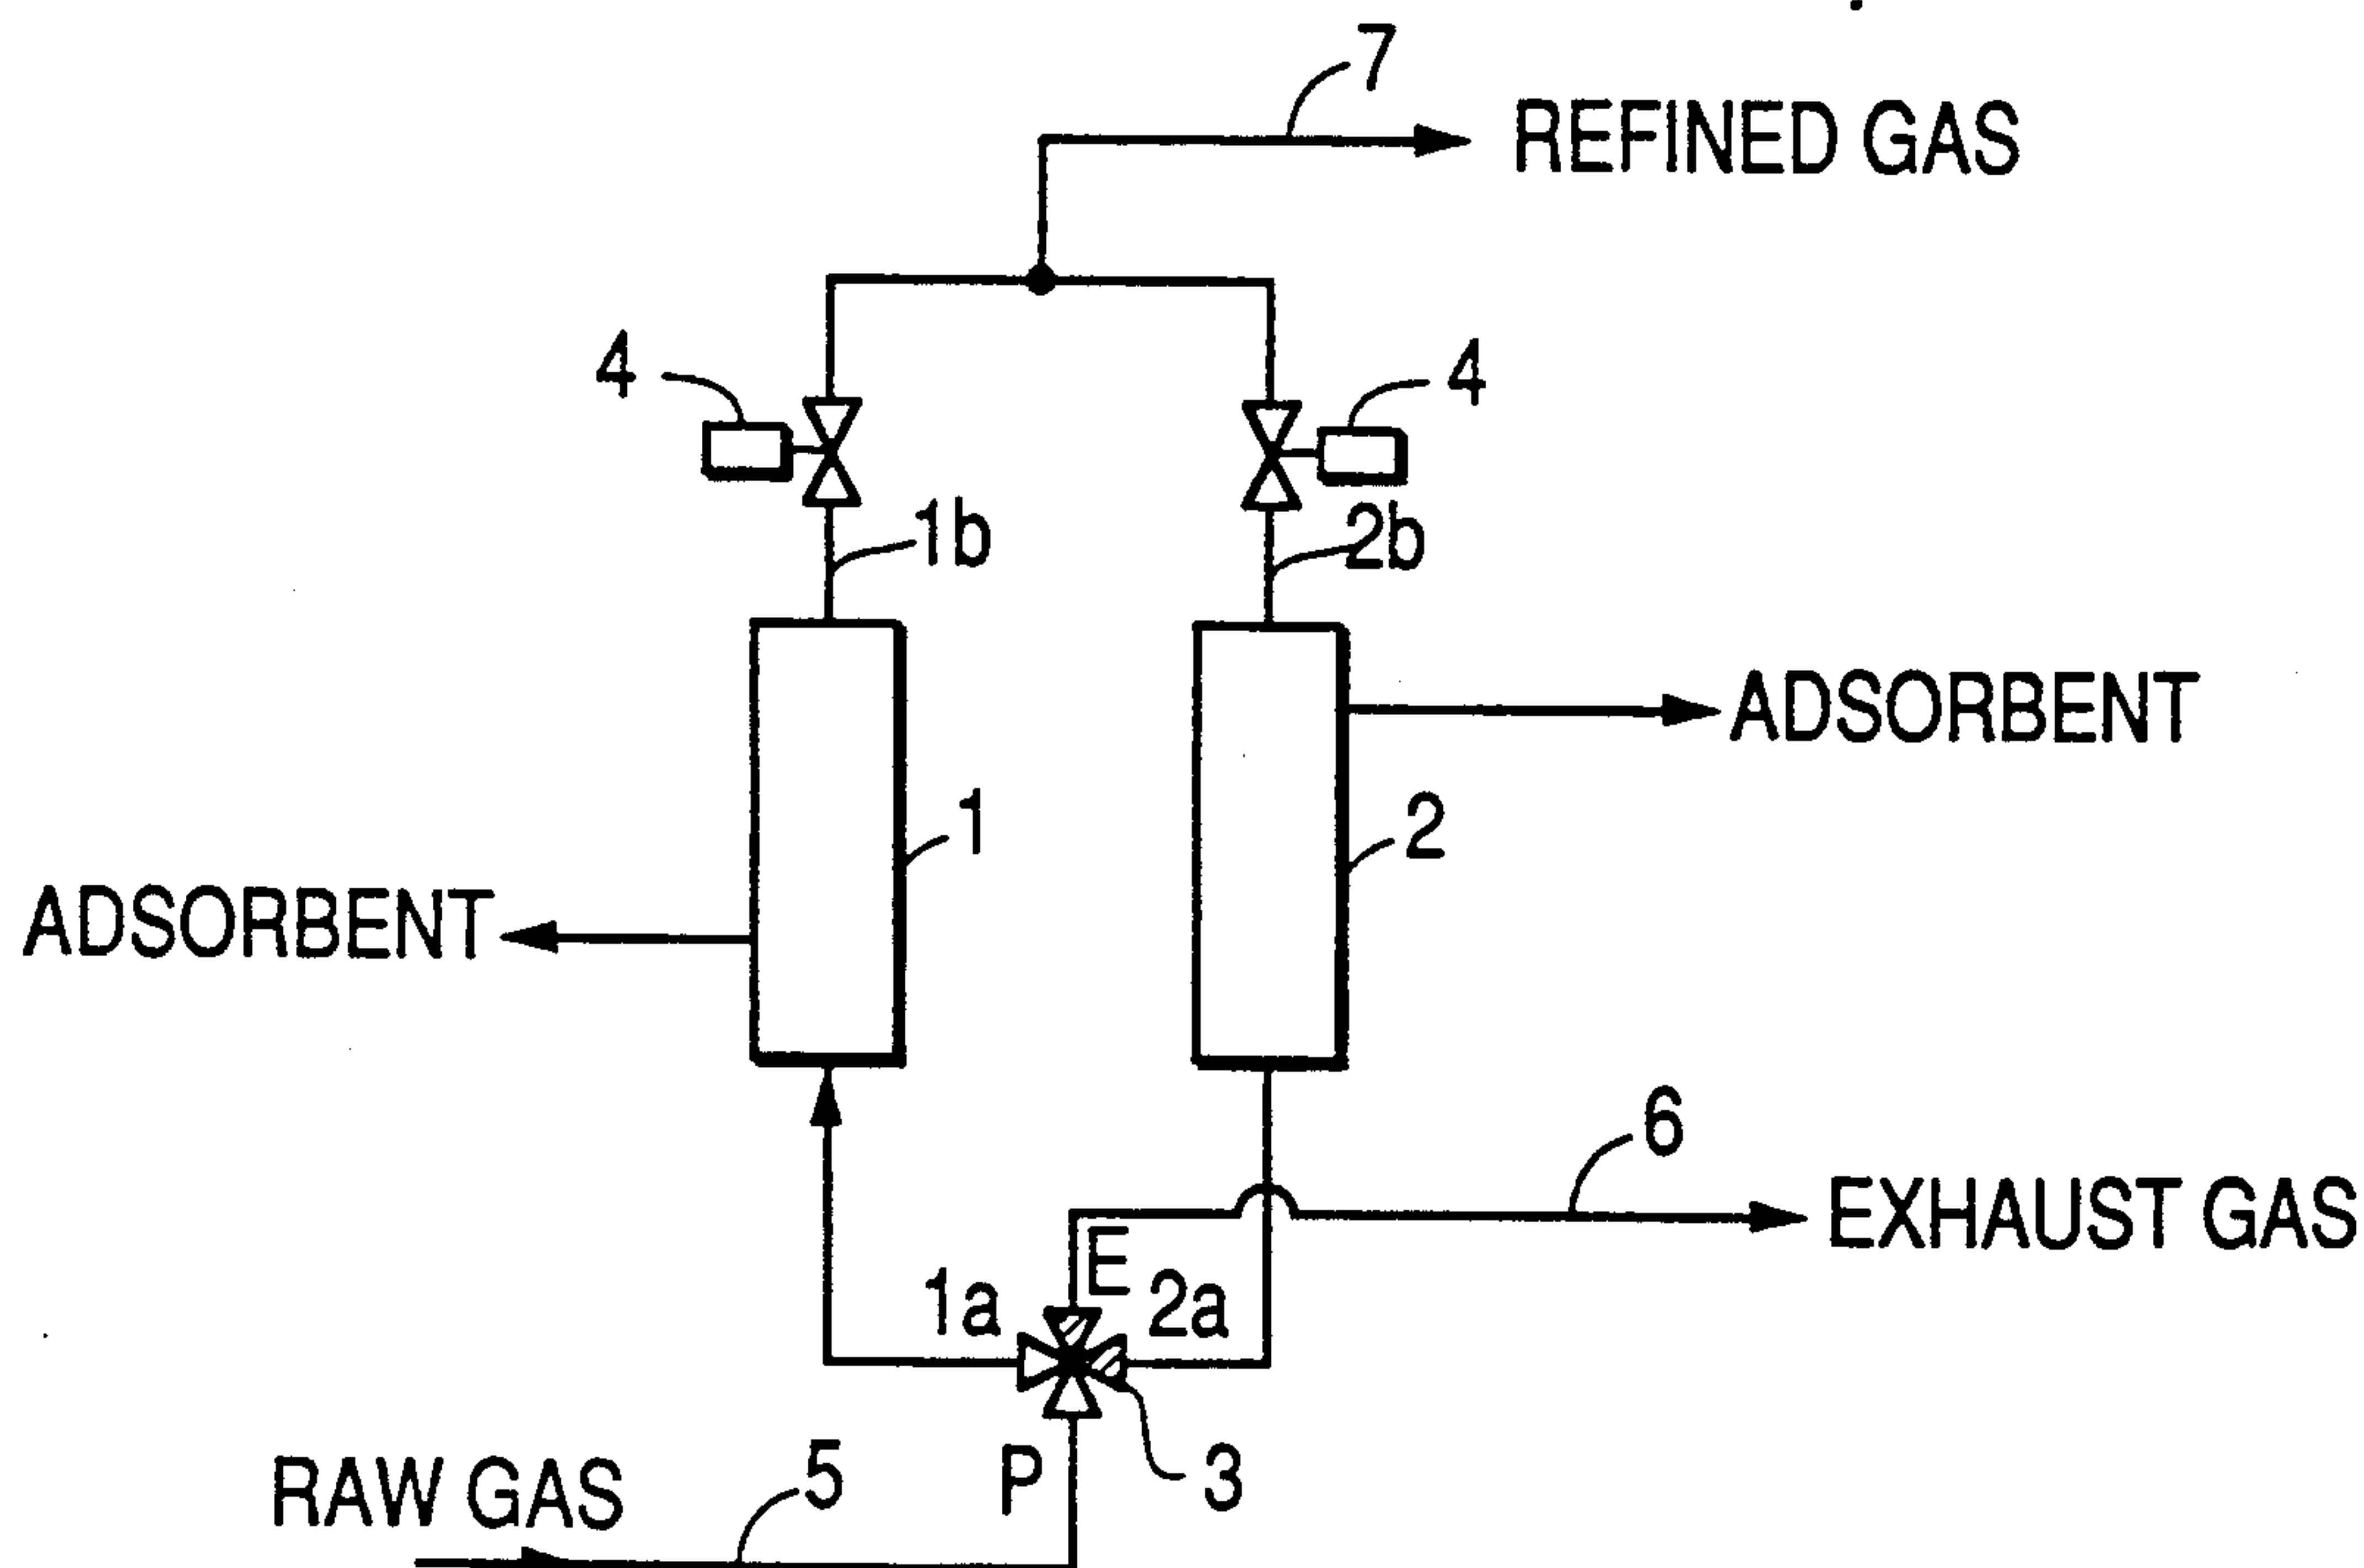 7
REFINED GAS
4
4
1b
2b
ADSORBENT
1
2
ADSORBENT
6
EXHAUST GAS
E
1a
2a
RAW GAS
5
P
3